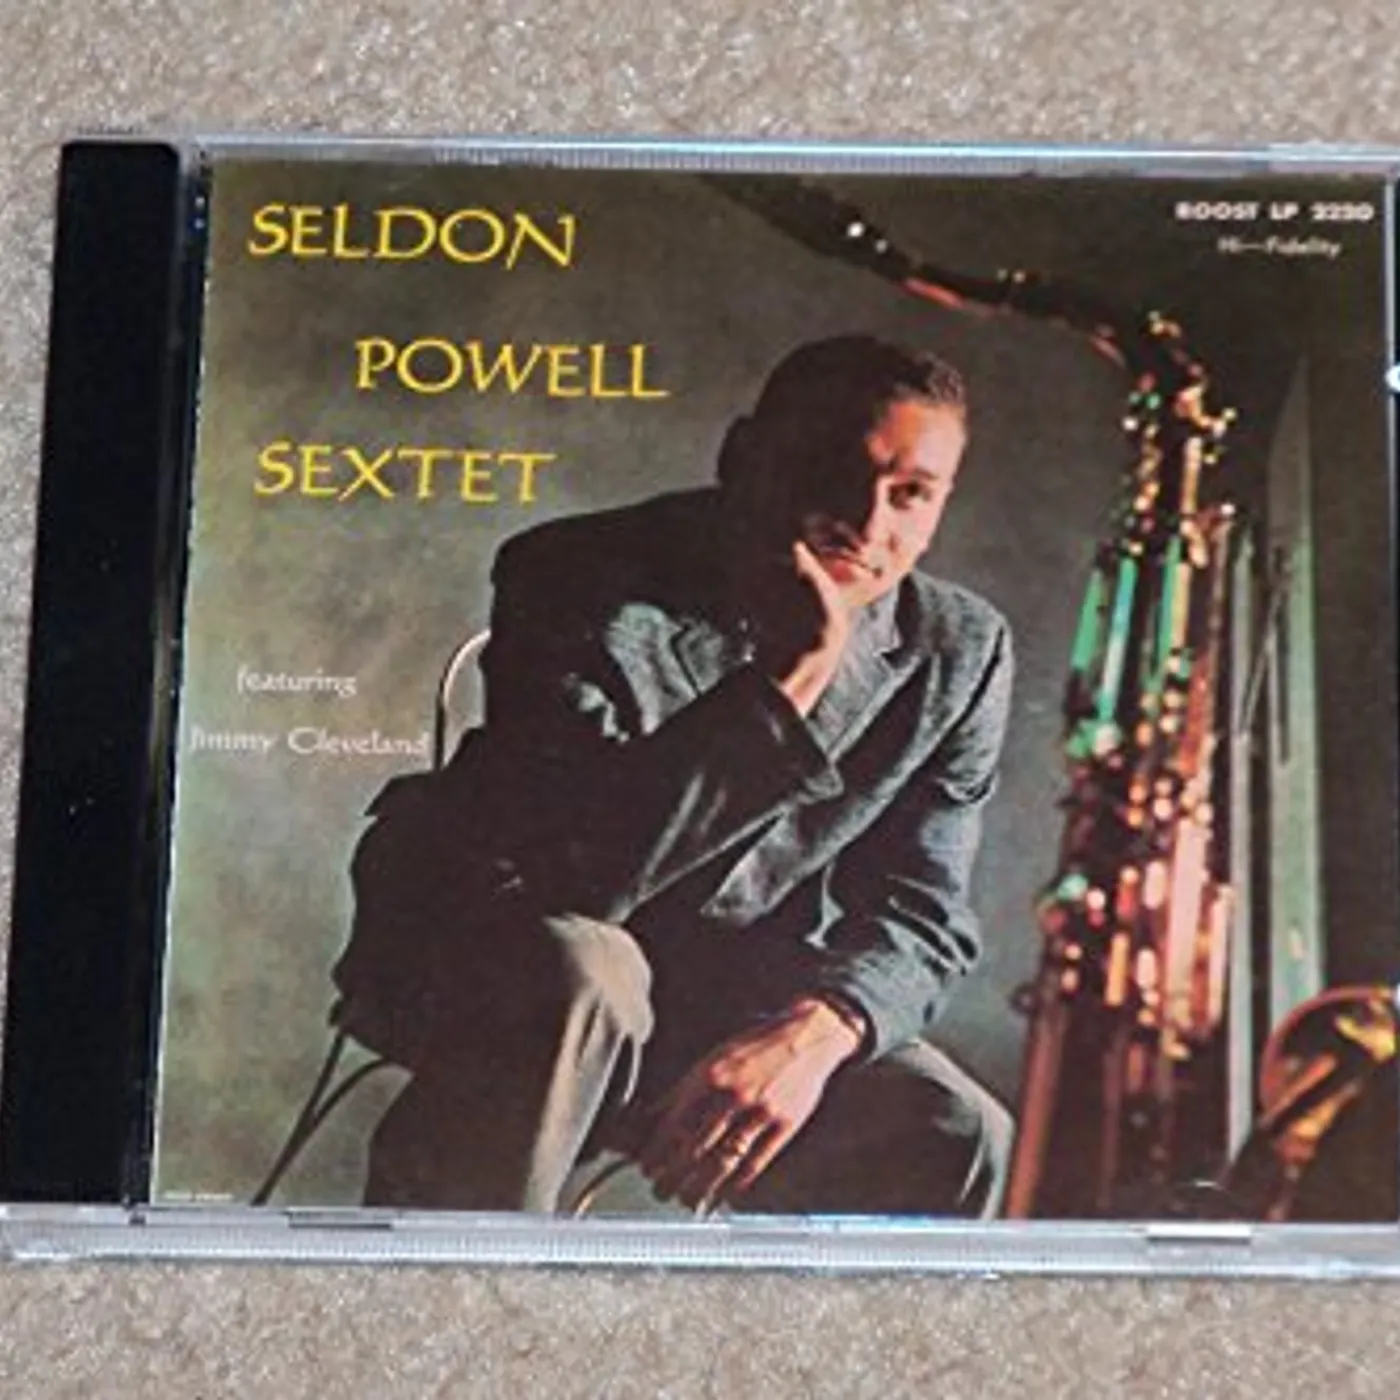 SELDON
POWELL
SEXTET
ROOST LP 2220
Hi—Fidelity
featuring
Jimmy Cleveland